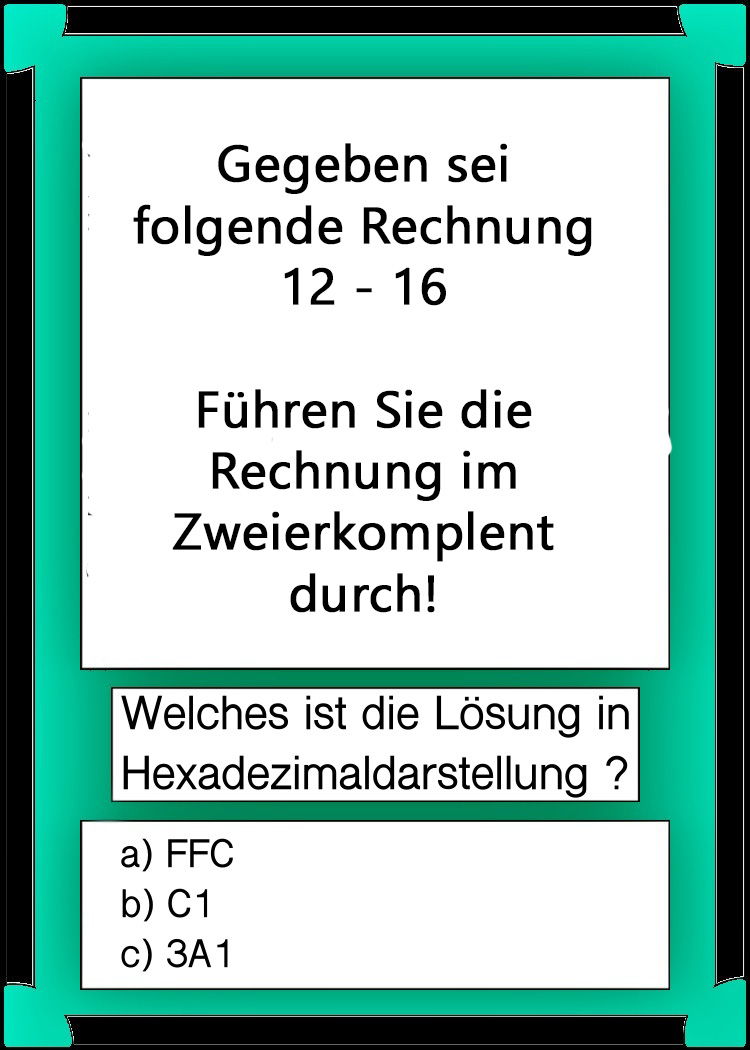 Gegeben sei
folgende Rechnung
12 - 16
Führen Sie die
Rechnung im
Zweierkomplent
durch!
Welches ist die Lösung in
Hexadezimaldarstellung ?
a) FFC
b) C1
c) 3A1